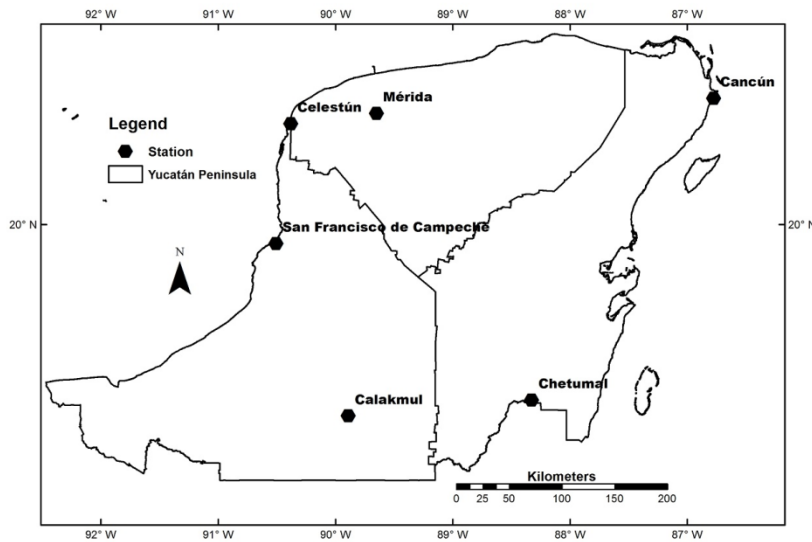 92° W 91° W 90° W 89° W 88° W 87° W
Cancún
Mérida
Celestún
Legend
Station
Yucatán Peninsula
20° N 20° N
San Francisco de Campeche
N
Chetumal
Calakmul
Kilometers
0 25 50 100 150 200
92° W 91° W 90° W 89° W 88° W 87° W